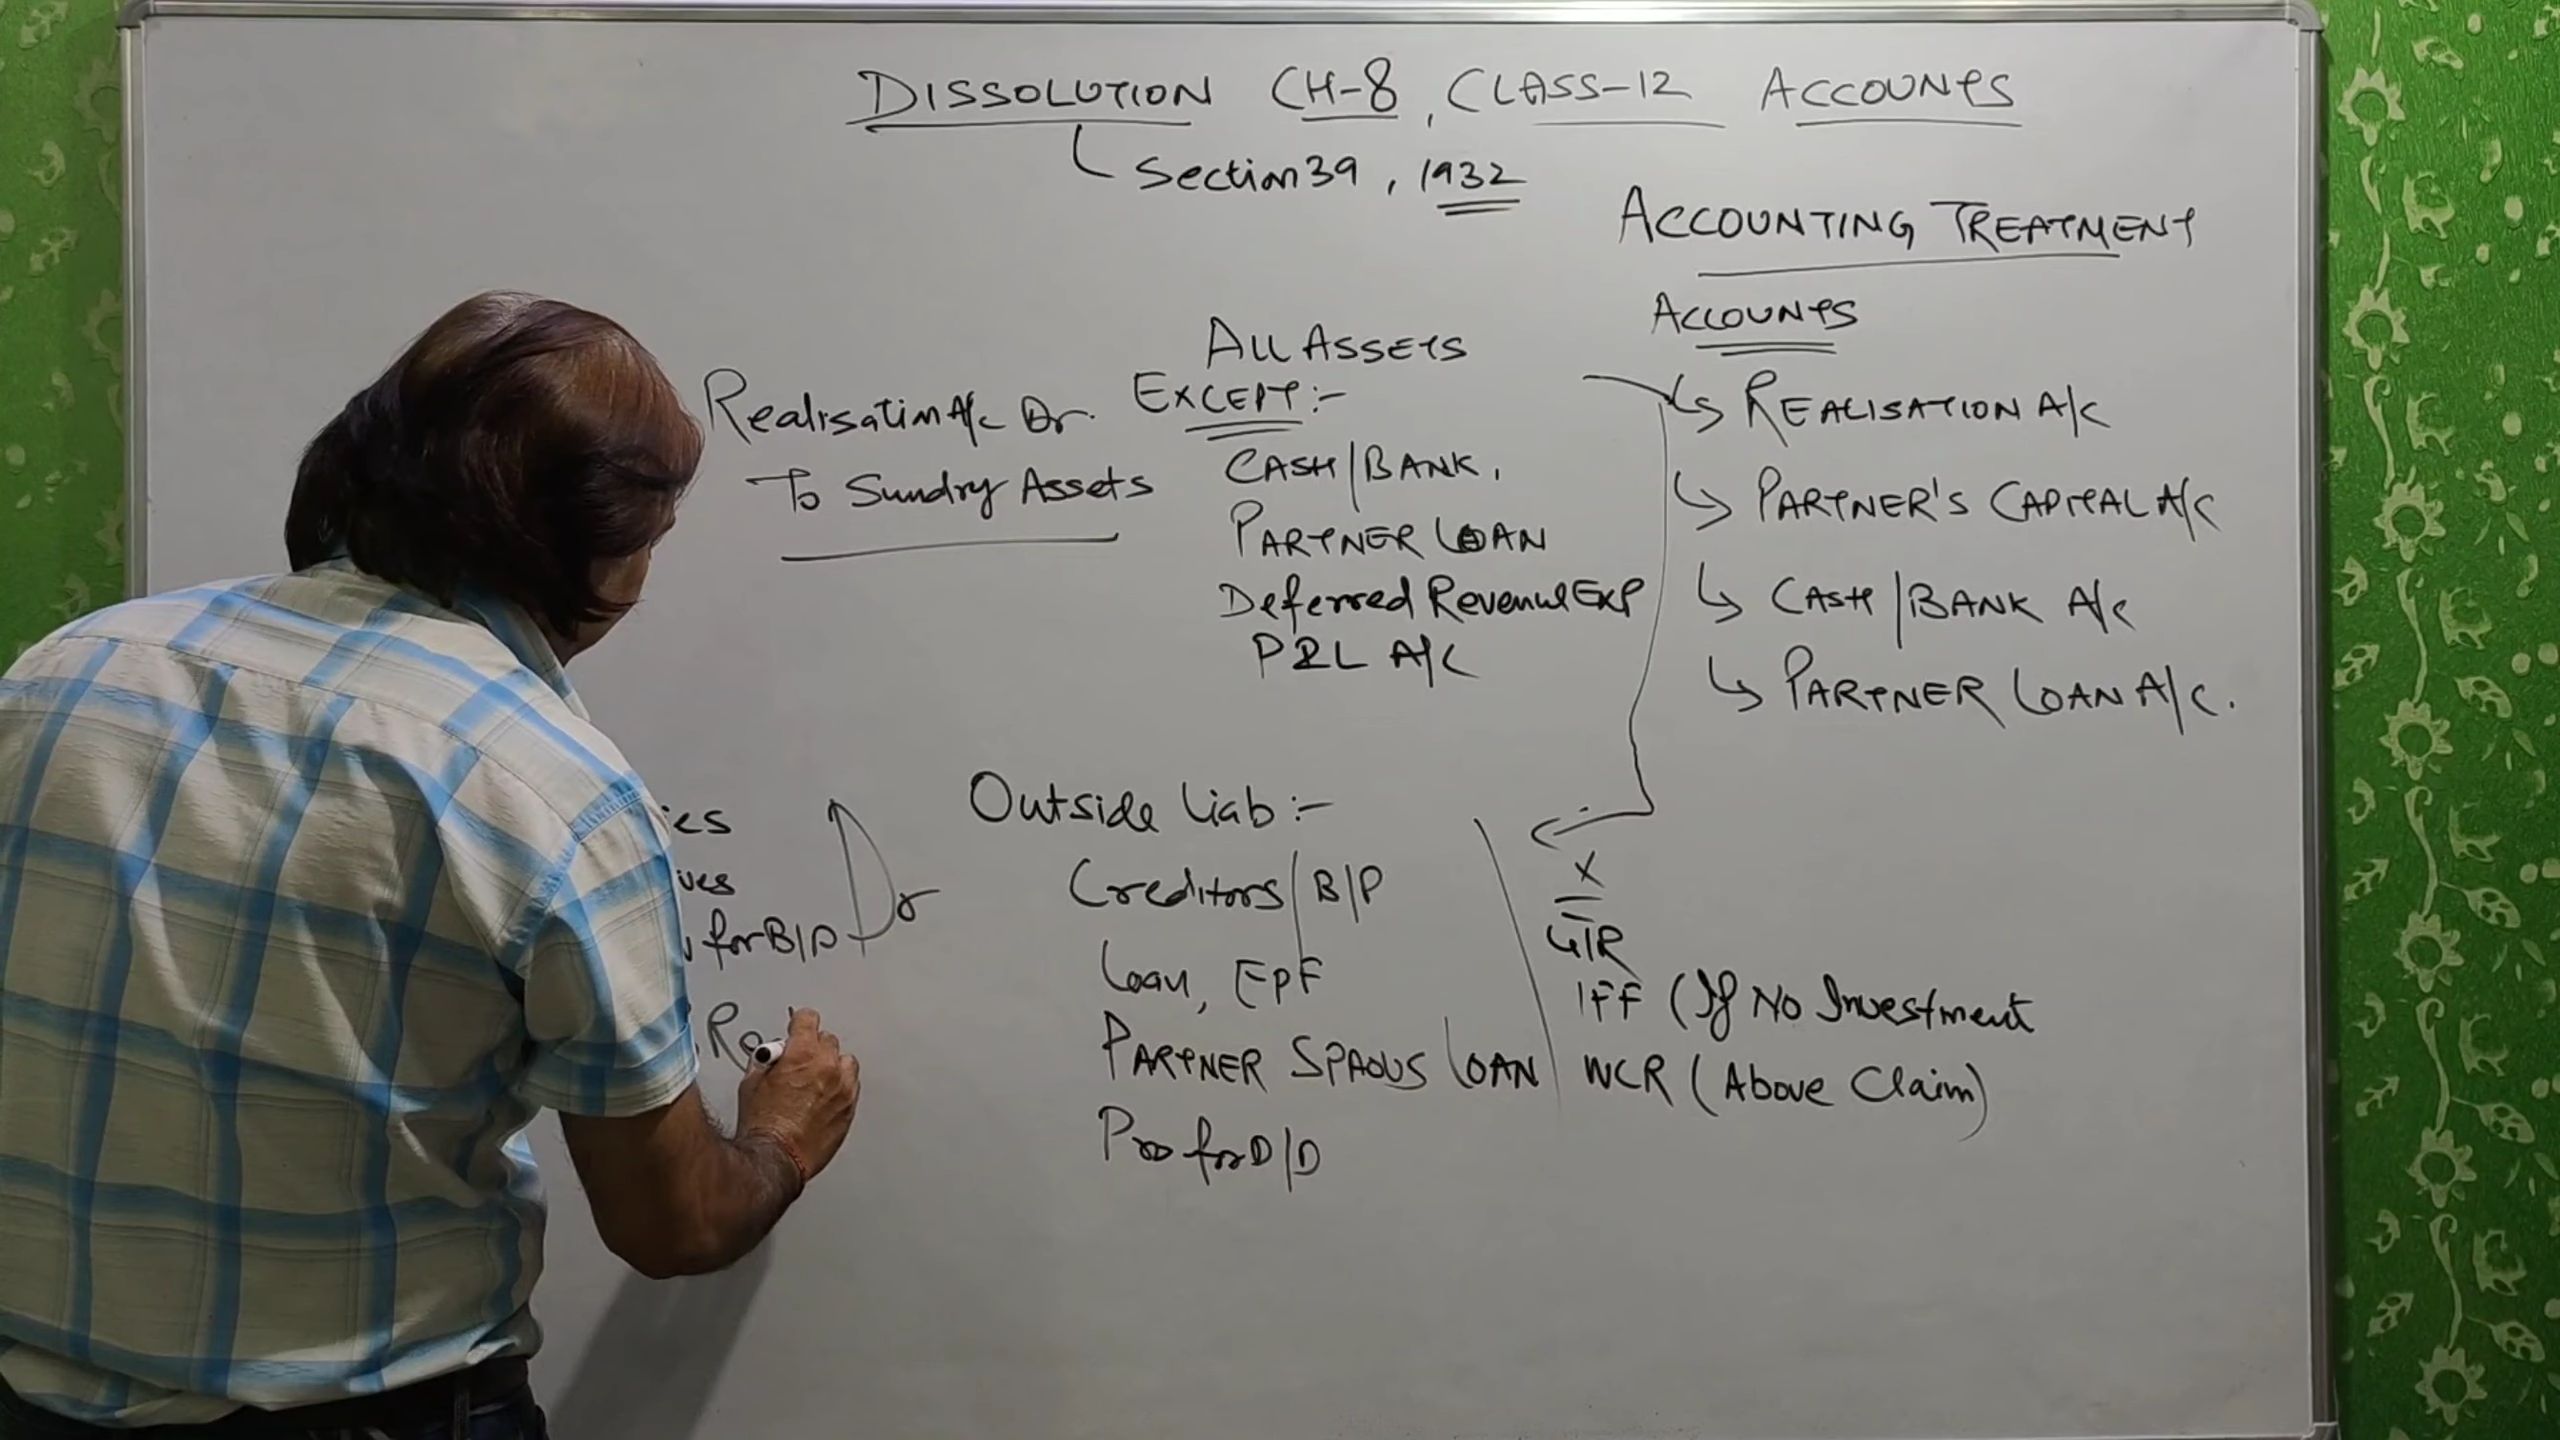 DISSOLUTION CH-8, CLASS-12 ACCOUNTS
Section 39, 1932
ACCOUNTING TREATMENT
ACCOUNTS
REALISATION A/C
PARTNER'S CAPITAL A/C
CASH/BANK A/C
PARTNER LOAN A/C.
Realisation A/c Dr.
To Sundry Assets
ALL ASSETS
EXCEPT:-
CASH/BANK,
PARTNER LOAN
Deferred Revenue EXP
P&L A/C
for B/D
Dr
Outside Liab:-
Creditors/B/P
Loan, EPF
PARTNER SPAOUS LOAN
Pro for D/D
X
G/R
IFF (If No Investment
WCR (Above Claim)